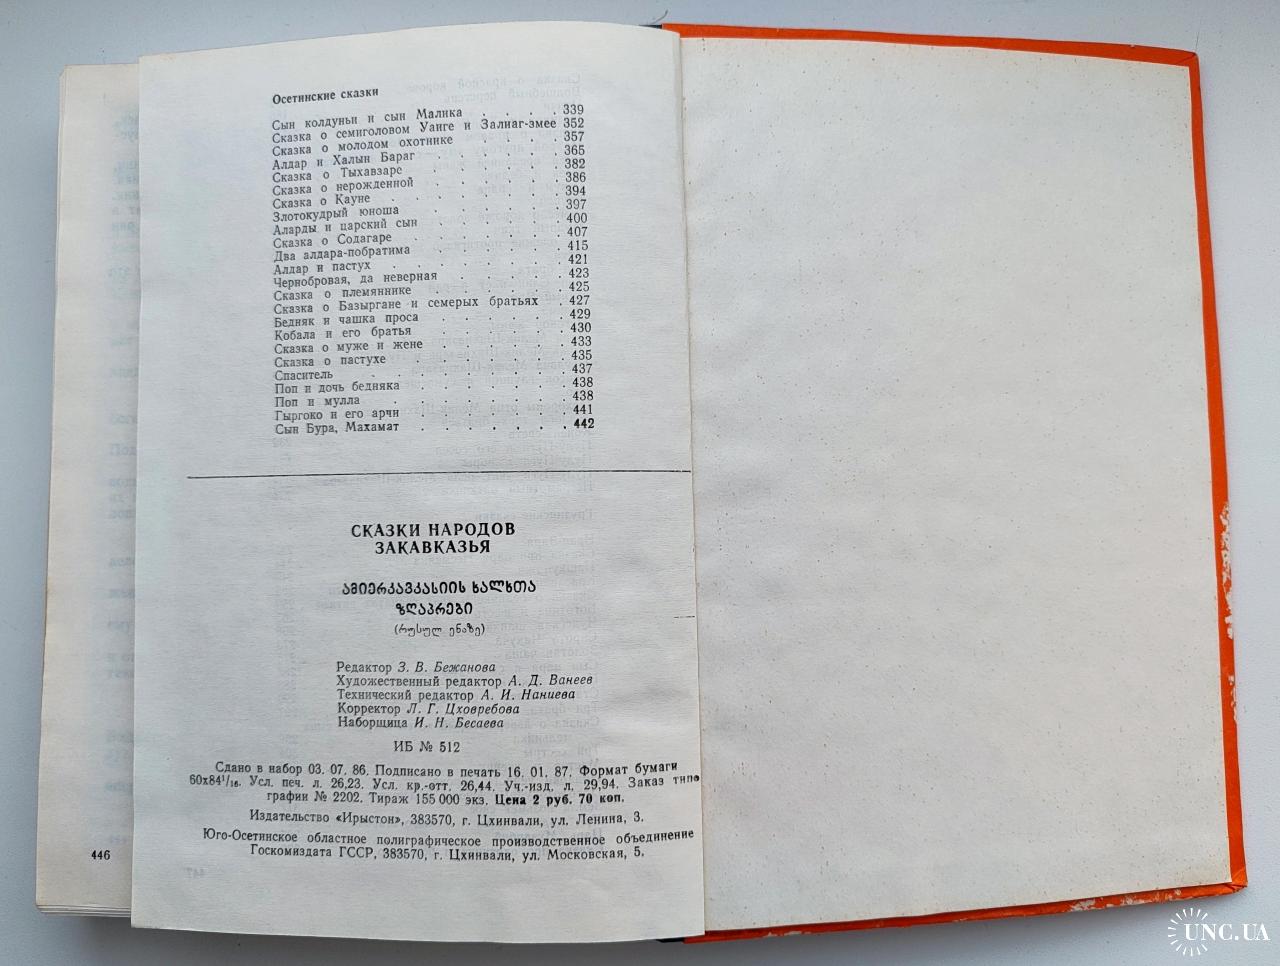 Осетинские сказки
Сын колдуньи и сын Малика . . . . 339
Сказка о семиголовом Уаиге и Залиаг-змее 352
Сказка о молодом охотнике . . . . 357
Алдар и Халын Бараг . . . . . . 365
Сказка о Тыхавзаре . . . . . . 382
Сказка о нерожденной . . . . . . 386
Сказка о Кауне . . . . . . . 394
Злотокудрый юноша . . . . . . 397
Аларды и царский сын . . . . . . 400
Сказка о Содагаре . . . . . . . 407
Два алдара-побратима . . . . . . 415
Алдар и пастух . . . . . . . 421
Чернобровая, да неверная . . . . . 423
Сказка о племяннике . . . . . . 425
Сказка о Базыргане и семерых братьях . 427
Бедняк и чашка проса . . . . . . 429
Кобала и его братья . . . . . . 430
Сказка о муже и жене . . . . . . 433
Сказка о пастухе . . . . . . . 435
Спаситель . . . . . . . . 437
Поп и дочь бедняка . . . . . . 438
Поп и мулла . . . . . . . 438
Гыргоко и его арчи . . . . . . . 441
Сын Бура, Махамат . . . . . . . 442
СКАЗКИ НАРОДОВ
ЗАКАВКАЗЬЯ
ამიერკავკასიის ხალხთა
ზღაპრები
(რუსულ ენაზე)
Редактор З. В. Бежанова
Художественный редактор А. Д. Ванеев
Технический редактор А. И. Наниева
Корректор Л. Г. Цховребова
Наборщица И. Н. Бесаева
ИБ № 512
Сдано в набор 03. 07. 86. Подписано в печать 16. 01. 87. Формат бумаги
60х84¹/₁₆. Усл. печ. л. 26,23. Усл. кр.-отт. 26,44. Уч.-изд. л. 29,94. Заказ типо
графии № 2202. Тираж 155 000 экз. Цена 2 руб. 70 коп.
Издательство «Ирыстон», 383570, г. Цхинвали, ул. Ленина, 3.
Юго-Осетинское областное полиграфическое производственное объединение
Госкомиздата ГССР, 383570, г. Цхинвали, ул. Московская, 5.
446
UNC.UA